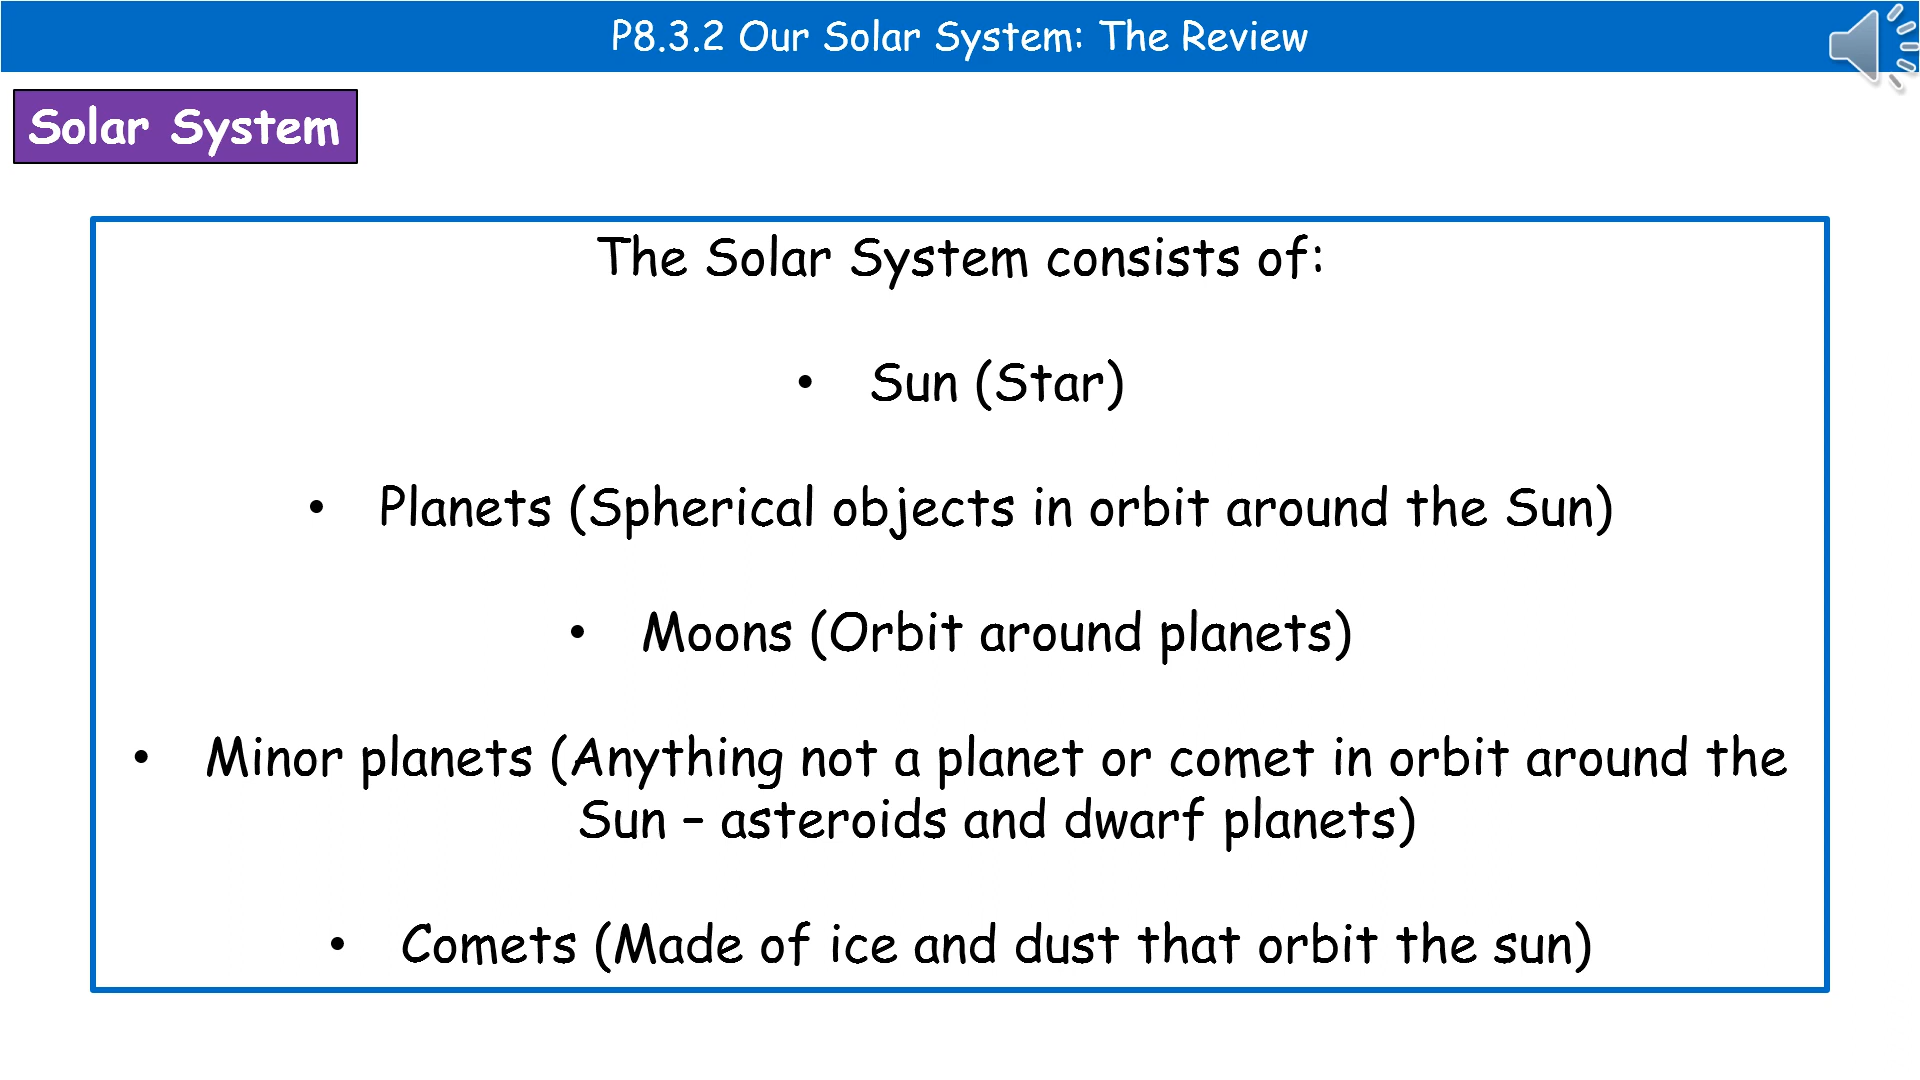 P8.3.2 Our Solar System: The Review
Solar System
The Solar System consists of:
• Sun (Star)
• Planets (Spherical objects in orbit around the Sun)
• Moons (Orbit around planets)
• Minor planets (Anything not a planet or comet in orbit around the
Sun – asteroids and dwarf planets)
• Comets (Made of ice and dust that orbit the sun)